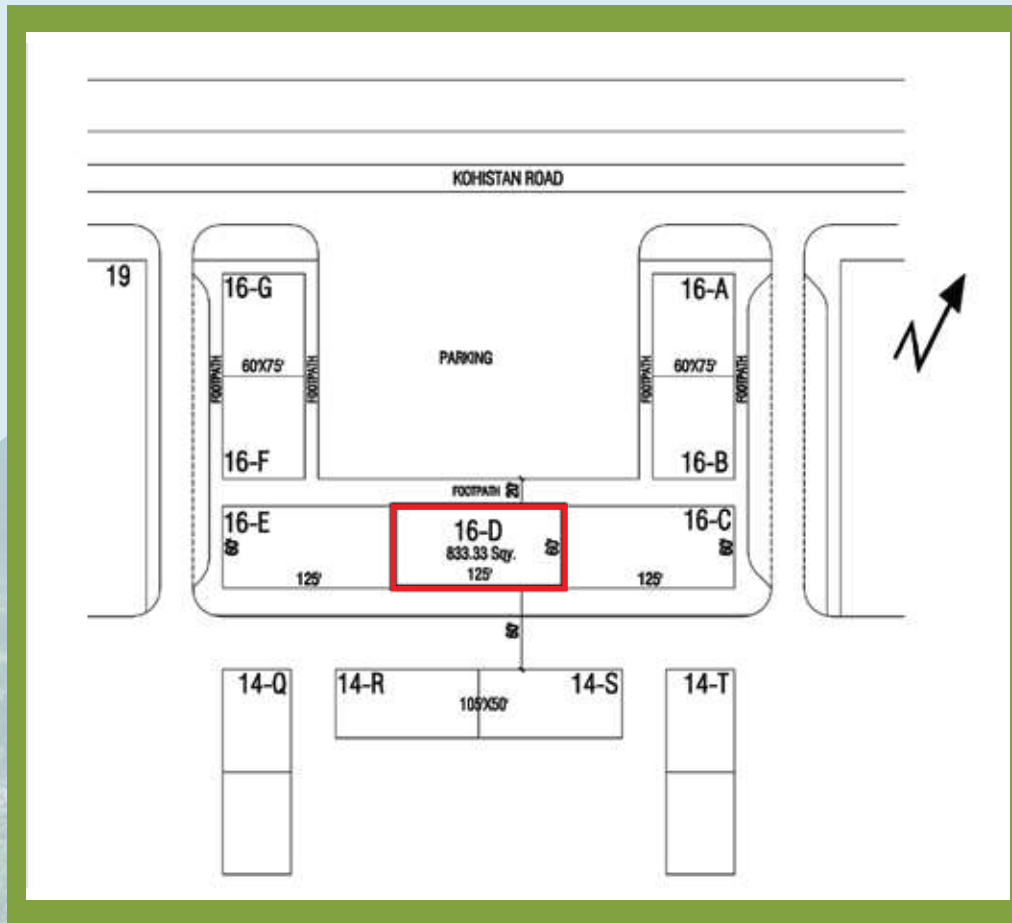 KOHISTAN ROAD
19
16-G
16-A
PARKING
60'X75'
60'X75'
FOOTPATH
FOOTPATH
FOOTPATH
FOOTPATH
16-F
16-B
FOOTPATH
20'
16-E
16-D
16-C
833.33 Sqy.
60'
60'
60'
125'
125'
125'
60'
14-Q
14-R
14-S
14-T
105'X50'
N